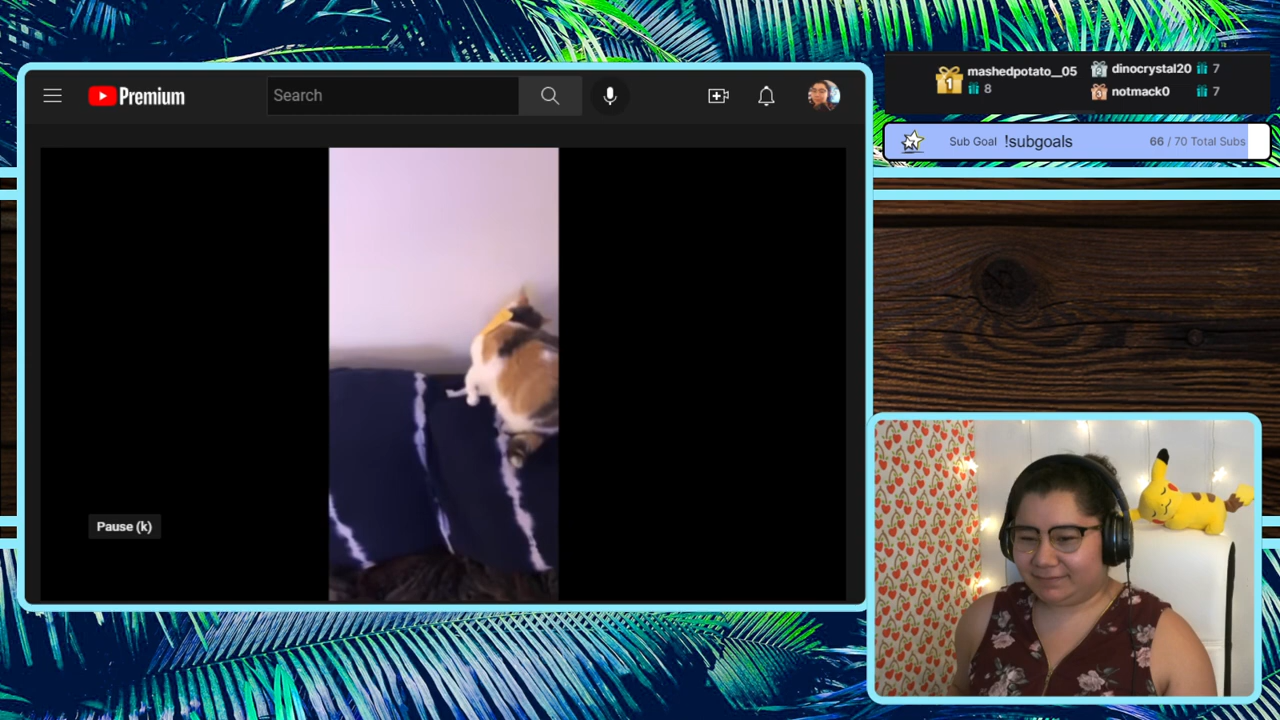 Premium
Search
mashedpotato__05
8
dinocrystal20 7
notmack0 7
Sub Goal !subgoals 66 / 70 Total Subs
Pause (k)